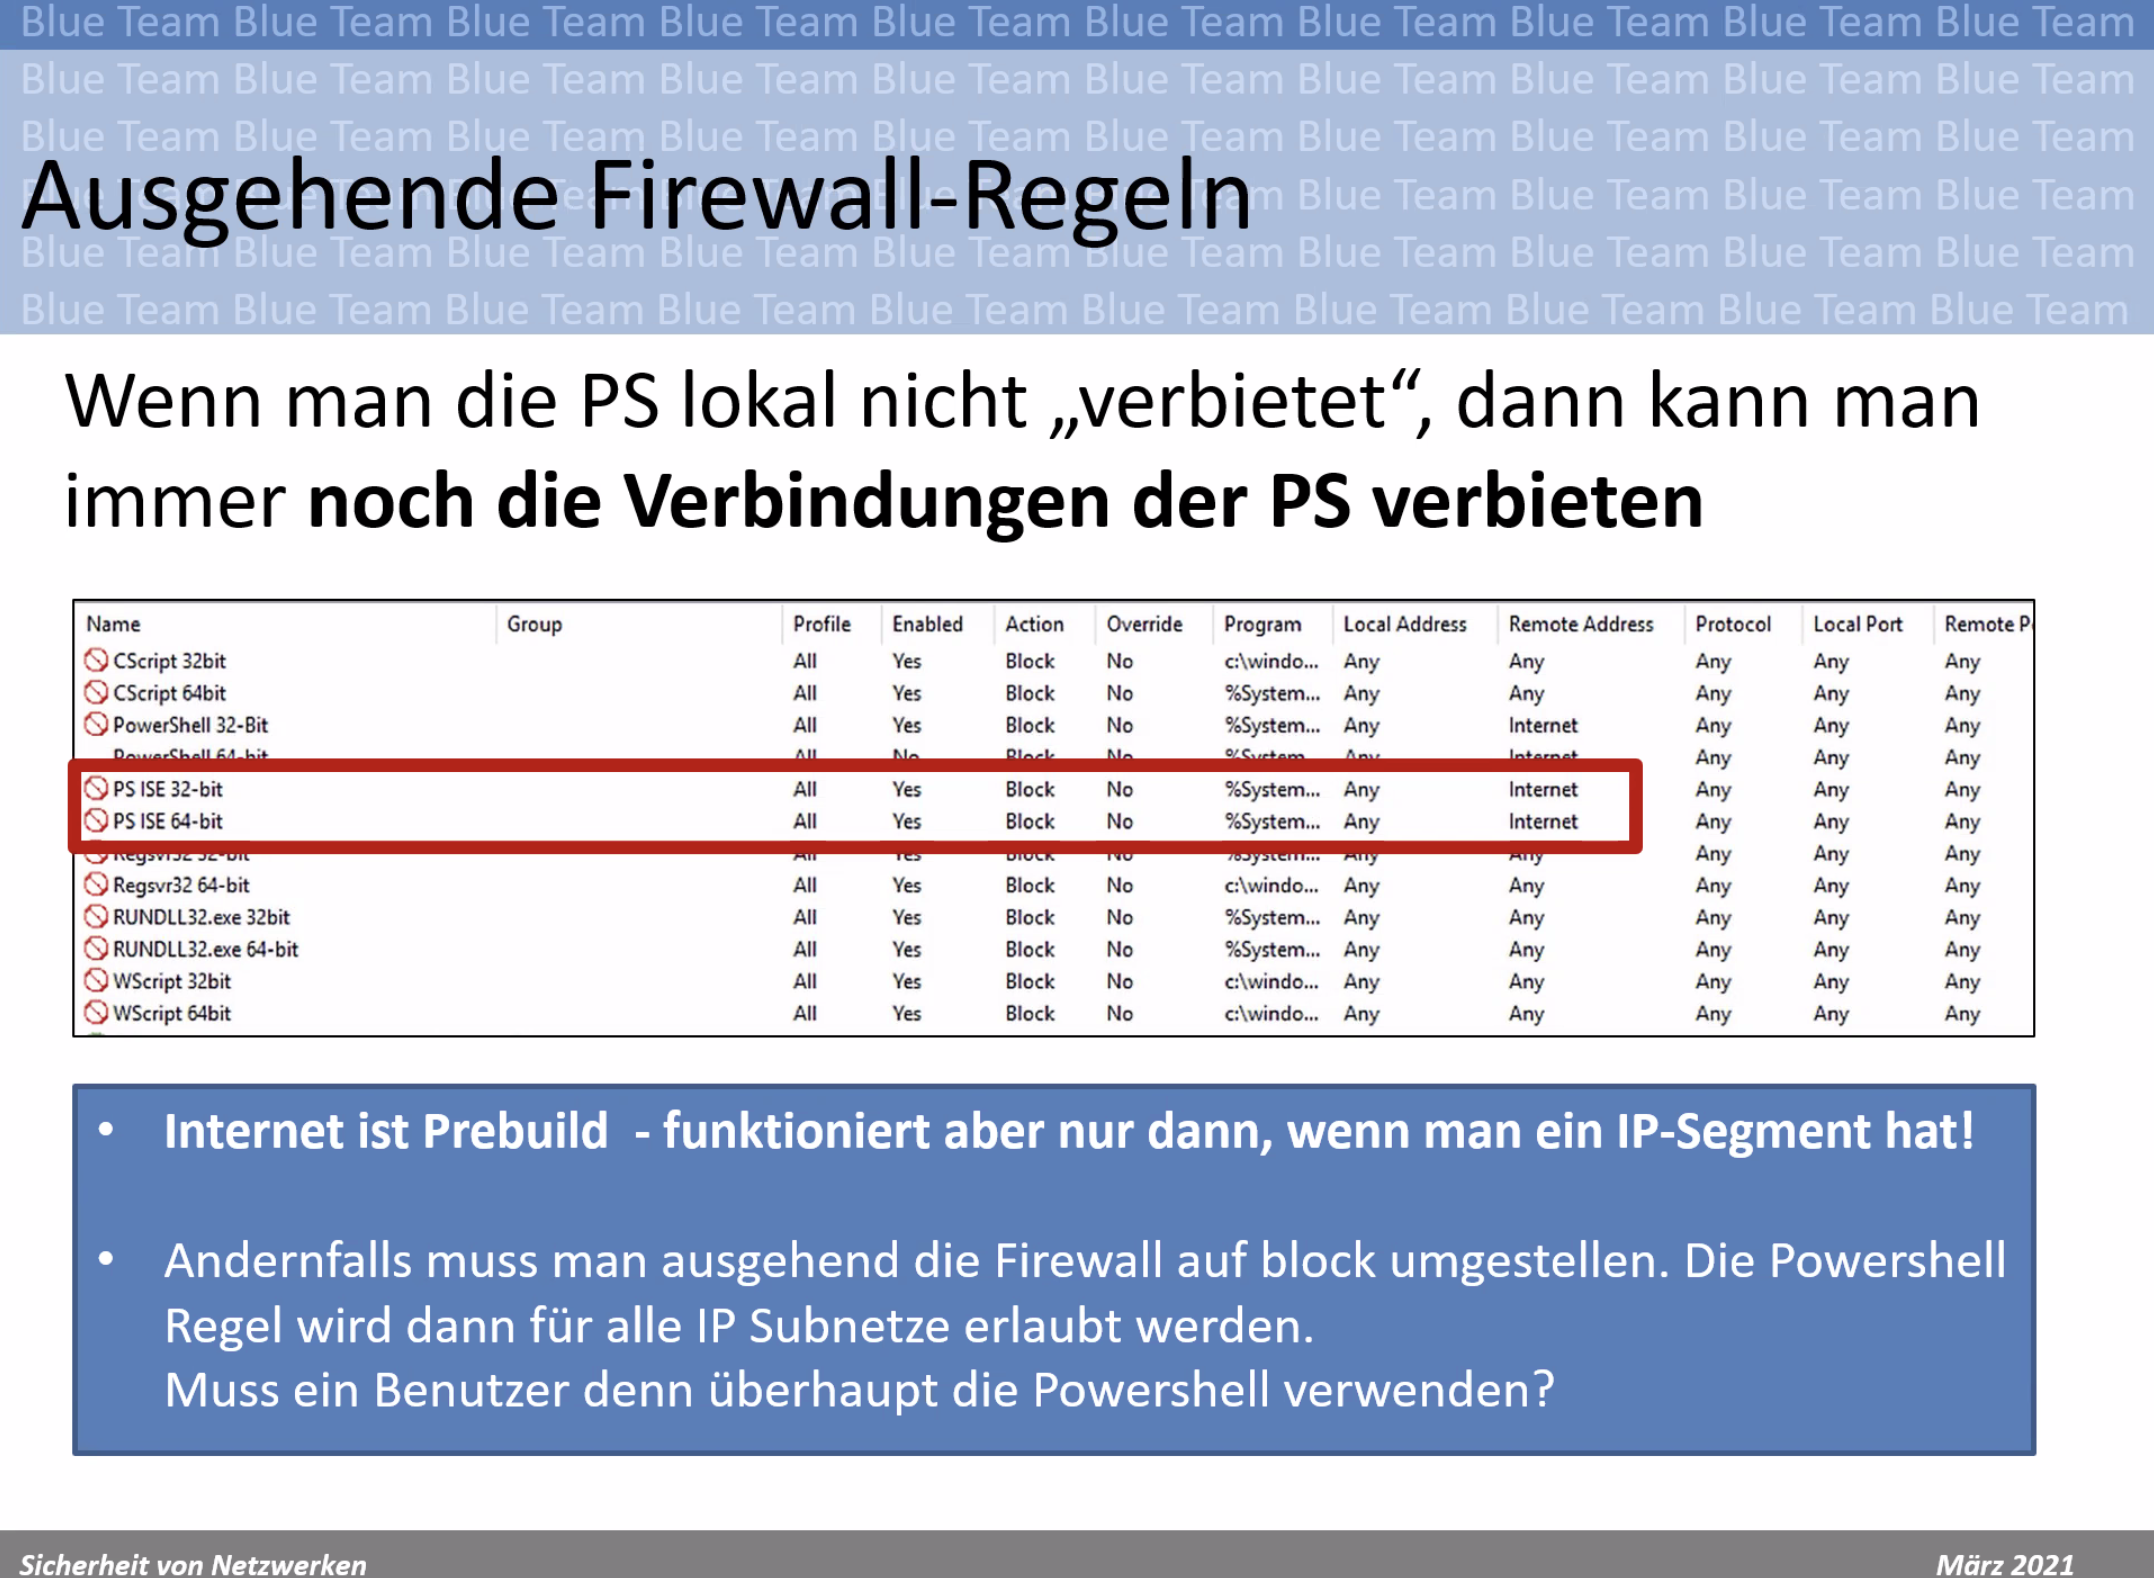 Blue Team Blue Team Blue Team Blue Team Blue Team Blue Team Blue Team Blue Team Blue Team Blue Team
Blue Team Blue Team Blue Team Blue Team Blue Team Blue Team Blue Team Blue Team Blue Team Blue Team
Blue Team Blue Team Blue Team Blue Team Blue Team Blue Team Blue Team Blue Team Blue Team Blue Team
Ausgehende Firewall-Regeln
Blue Team Blue Team Blue Team Blue Team
Blue Team Blue Team Blue Team Blue Team Blue Team Blue Team Blue Team Blue Team Blue Team Blue Team
Blue Team Blue Team Blue Team Blue Team Blue Team Blue Team Blue Team Blue Team Blue Team Blue Team
Wenn man die PS lokal nicht „verbietet“, dann kann man
immer noch die Verbindungen der PS verbieten
Name Group Profile Enabled Action Override Program Local Address Remote Address Protocol Local Port Remote P
CScript 32bit All Yes Block No c:\windo... Any Any Any Any Any
CScript 64bit All Yes Block No %System... Any Any Any Any Any
PowerShell 32-Bit All Yes Block No %System... Any Internet Any Any Any
PowerShell 64-bit All No Block No %System... Any Internet Any Any Any
PS ISE 32-bit All Yes Block No %System... Any Internet Any Any Any
PS ISE 64-bit All Yes Block No %System... Any Internet Any Any Any
Regsvr32 32-bit All Yes Block No %System... Any Any Any Any Any
Regsvr32 64-bit All Yes Block No c:\windo... Any Any Any Any Any
RUNDLL32.exe 32bit All Yes Block No %System... Any Any Any Any Any
RUNDLL32.exe 64-bit All Yes Block No %System... Any Any Any Any Any
WScript 32bit All Yes Block No c:\windo... Any Any Any Any Any
WScript 64bit All Yes Block No c:\windo... Any Any Any Any Any
• Internet ist Prebuild - funktioniert aber nur dann, wenn man ein IP-Segment hat!
• Andernfalls muss man ausgehend die Firewall auf block umgestellen. Die Powershell
Regel wird dann für alle IP Subnetze erlaubt werden.
Muss ein Benutzer denn überhaupt die Powershell verwenden?
Sicherheit von Netzwerken
März 2021